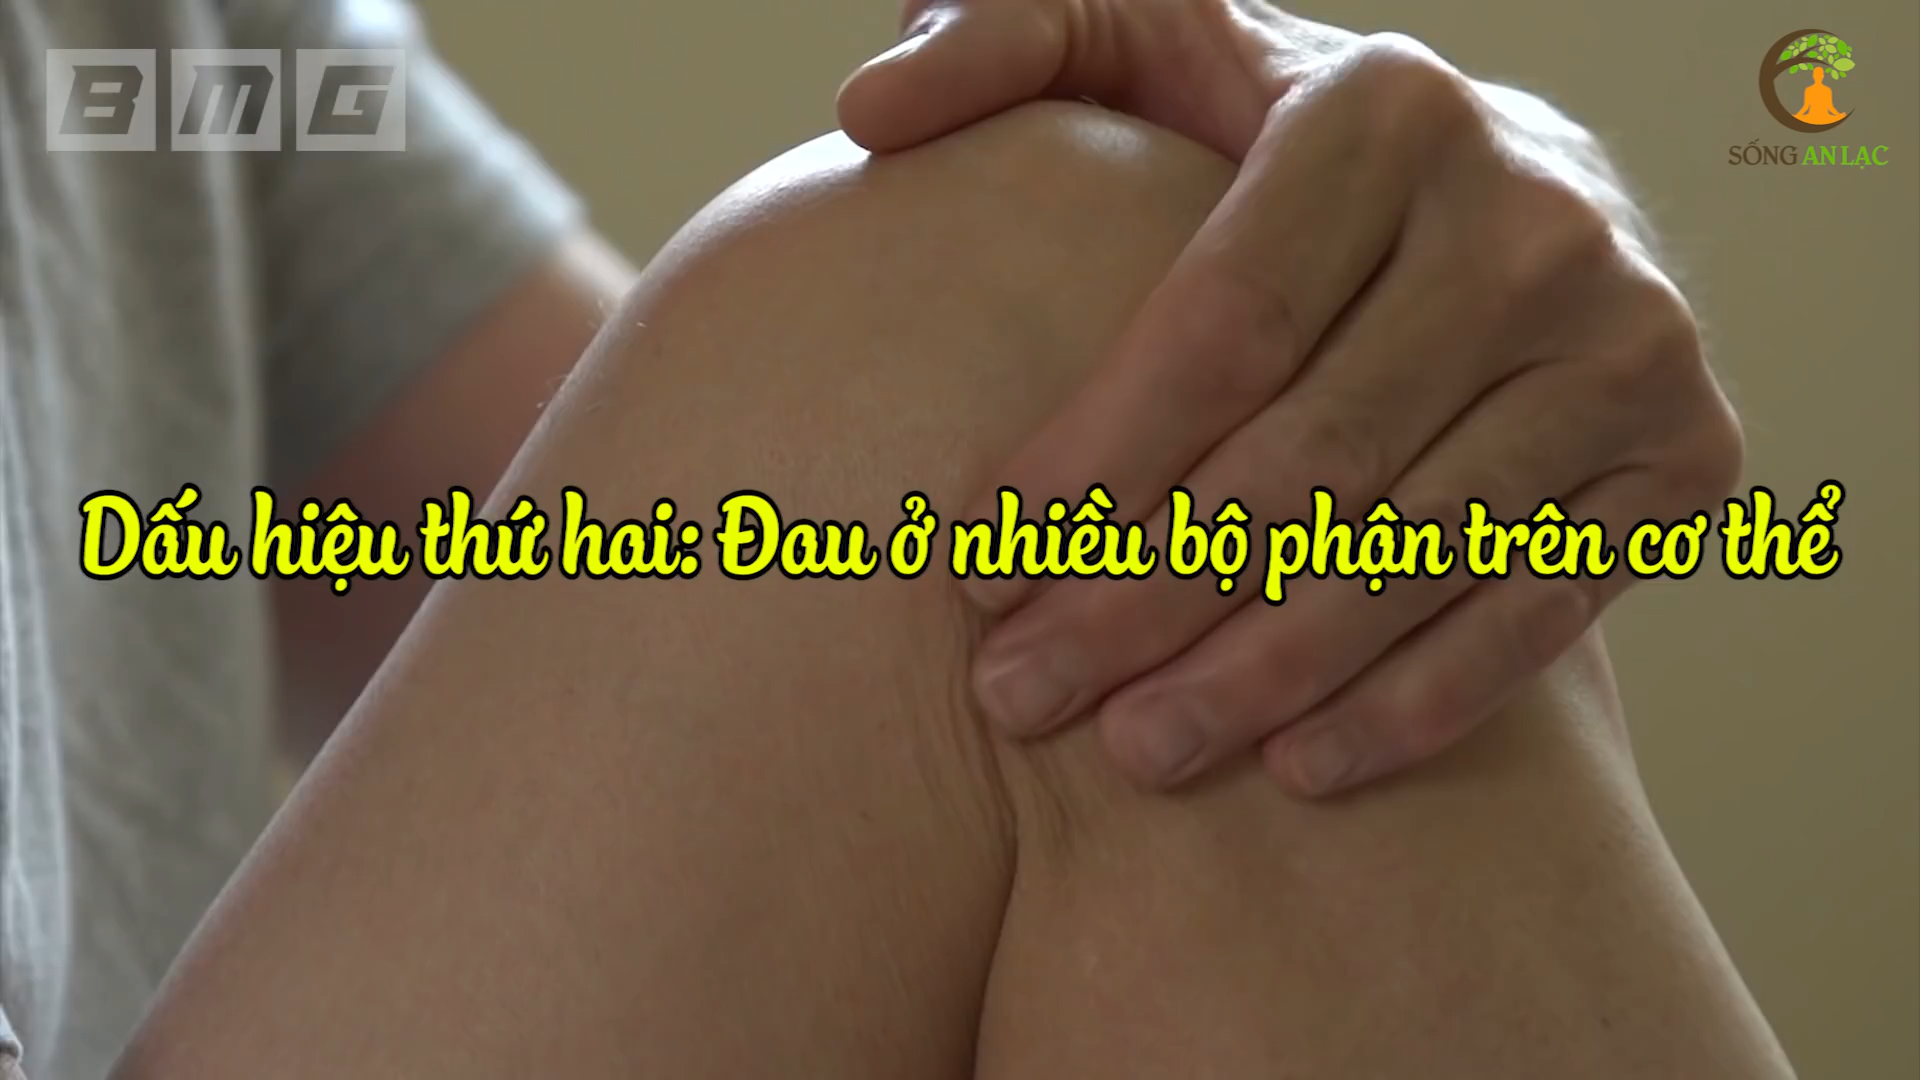 BMG
SỐNG AN LẠC
Dấu hiệu thứ hai: Đau ở nhiều bộ phận trên cơ thể